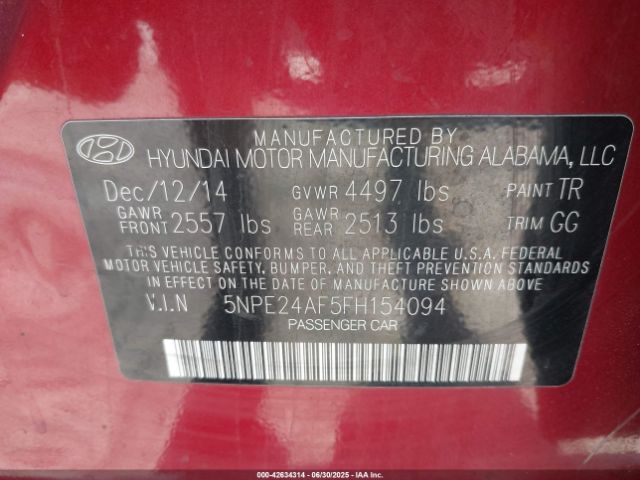 MANUFACTURED BY
HYUNDAI MOTOR MANUFACTURING ALABAMA, LLC
Dec/12/14 GVWR 4497 lbs PAINT TR
GAWR FRONT 2557 lbs GAWR REAR 2513 lbs TRIM GG
THIS VEHICLE CONFORMS TO ALL APPLICABLE U.S.A. FEDERAL
MOTOR VEHICLE SAFETY, BUMPER, AND THEFT PREVENTION STANDARDS
IN EFFECT ON THE DATE OF MANUFACTURE SHOWN ABOVE
V.I.N 5NPE24AF5FH154094
PASSENGER CAR
000-42634314 - 06/30/2025 - IAA Inc.